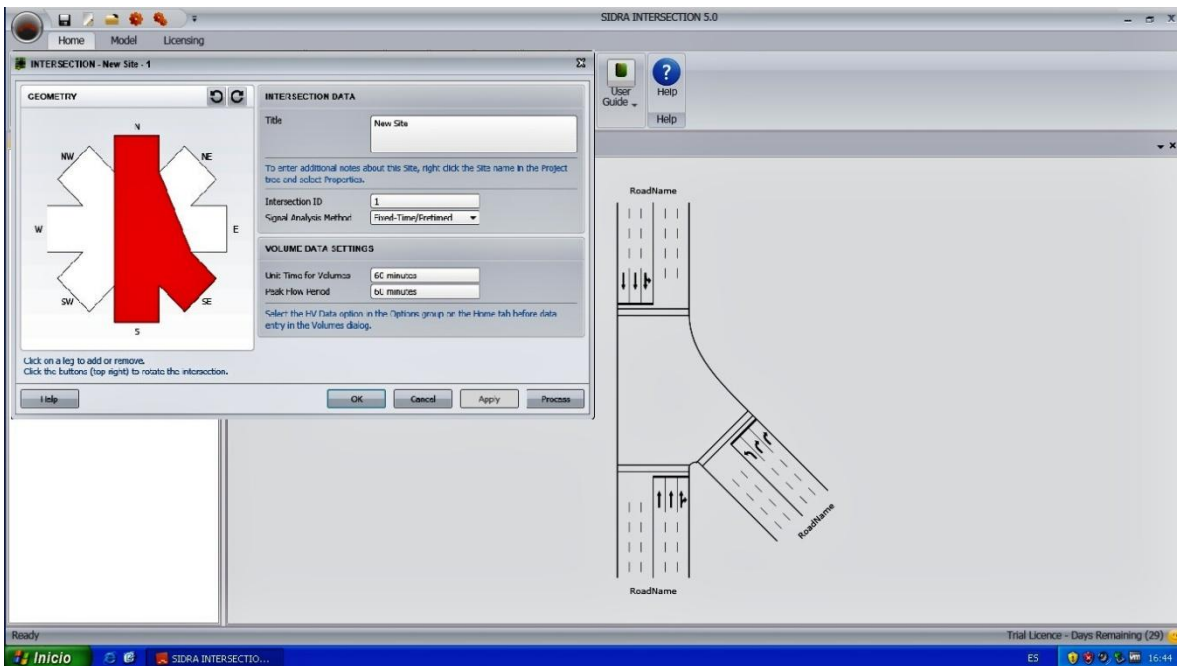 SIDRA INTERSECTION 5.0
Home Model Licensing
INTERSECTION - New Site - 1
User Guide
Help
Help
GEOMETRY
N
NW
NE
W
E
SW
SE
S
Click on a leg to add or remove.
Click the buttons (top right) to rotate the intersection.
INTERSECTION DATA
Title New Site
To enter additional notes about this Site, right click the Site name in the Project
tree and select Properties.
Intersection ID 1
Signal Analysis Method Fixed-Time/Pretimed
VOLUME DATA SETTINGS
Unit Time for Volumes 60 minutes
Peak Flow Period 60 minutes
Select the HV Data option in the Options group on the Home tab before data
entry in the Volumes dialog.
Help OK Cancel Apply Process
RoadName
RoadName
RoadName
Ready
Trial Licence - Days Remaining (29)
Inicio SIDRA INTERSECTIO... ES 16:44